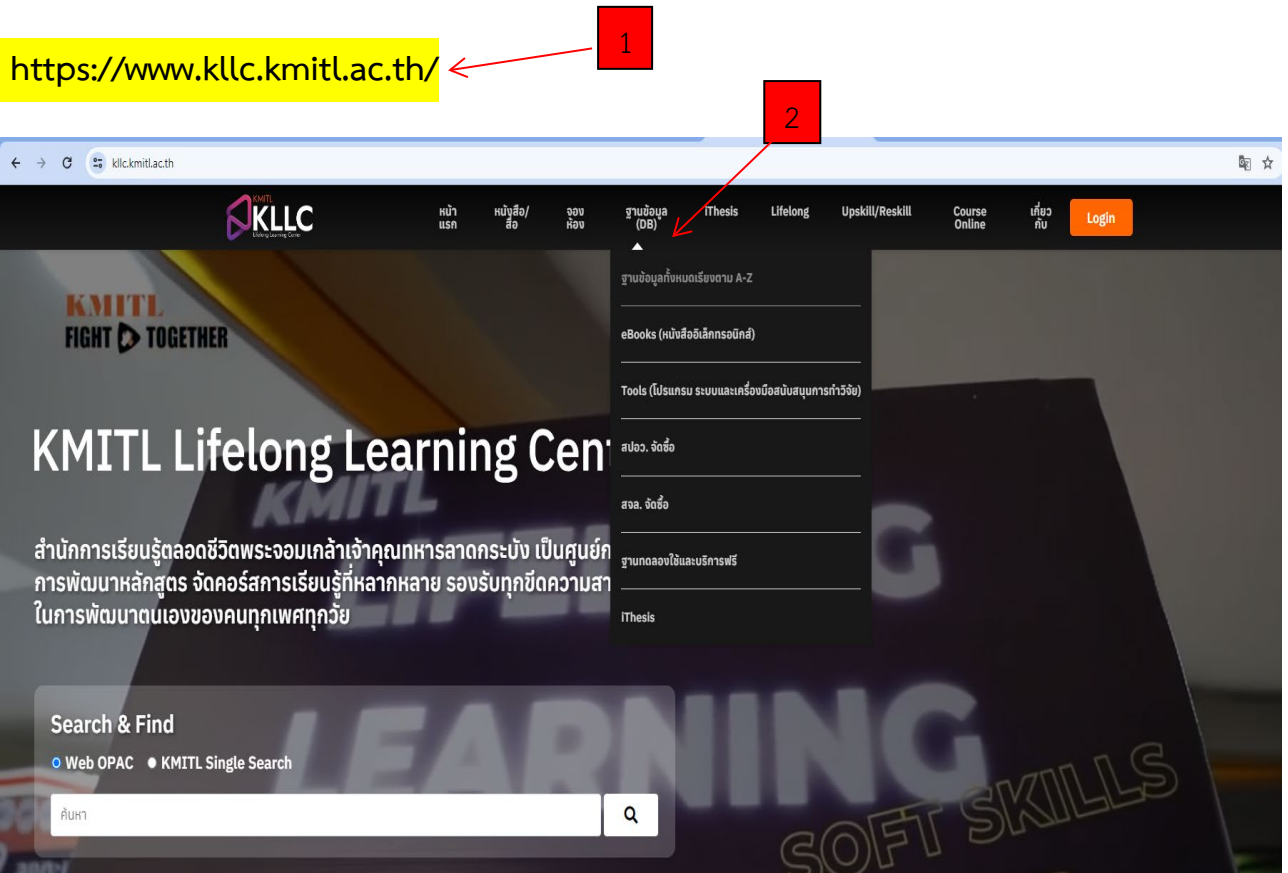 1
https://www.kllc.kmitl.ac.th/
2
kllc.kmitl.ac.th
KMITL
KLLC
Lifelong Learning Center
หน้า
แรก
หนังสือ/
สื่อ
จอง
ห้อง
ฐานข้อมูล
(DB)
iThesis
Lifelong
Upskill/Reskill
Course
Online
เกี่ยว
กับ
Login
ฐานข้อมูลทั้งหมดเรียงตาม A-Z
eBooks (หนังสืออิเล็กทรอนิกส์)
Tools (โปรแกรม ระบบและเครื่องมือสนับสนุนการทำวิจัย)
สปอว. จัดซื้อ
สจล. จัดซื้อ
ฐานทดลองใช้และบริการฟรี
iThesis
KMITL
FIGHT TOGETHER
KMITL Lifelong Learning Cen
สำนักการเรียนรู้ตลอดชีวิตพระจอมเกล้าเจ้าคุณทหารลาดกระบัง เป็นศูนย์ก
การพัฒนาหลักสูตร จัดคอร์สการเรียนรู้ที่หลากหลาย รองรับทุกขีดความสา
ในการพัฒนาตนเองของคนทุกเพศทุกวัย
Search & Find
Web OPAC
KMITL Single Search
ค้นหา
KMITL
LEARNING
SOFT SKILLS